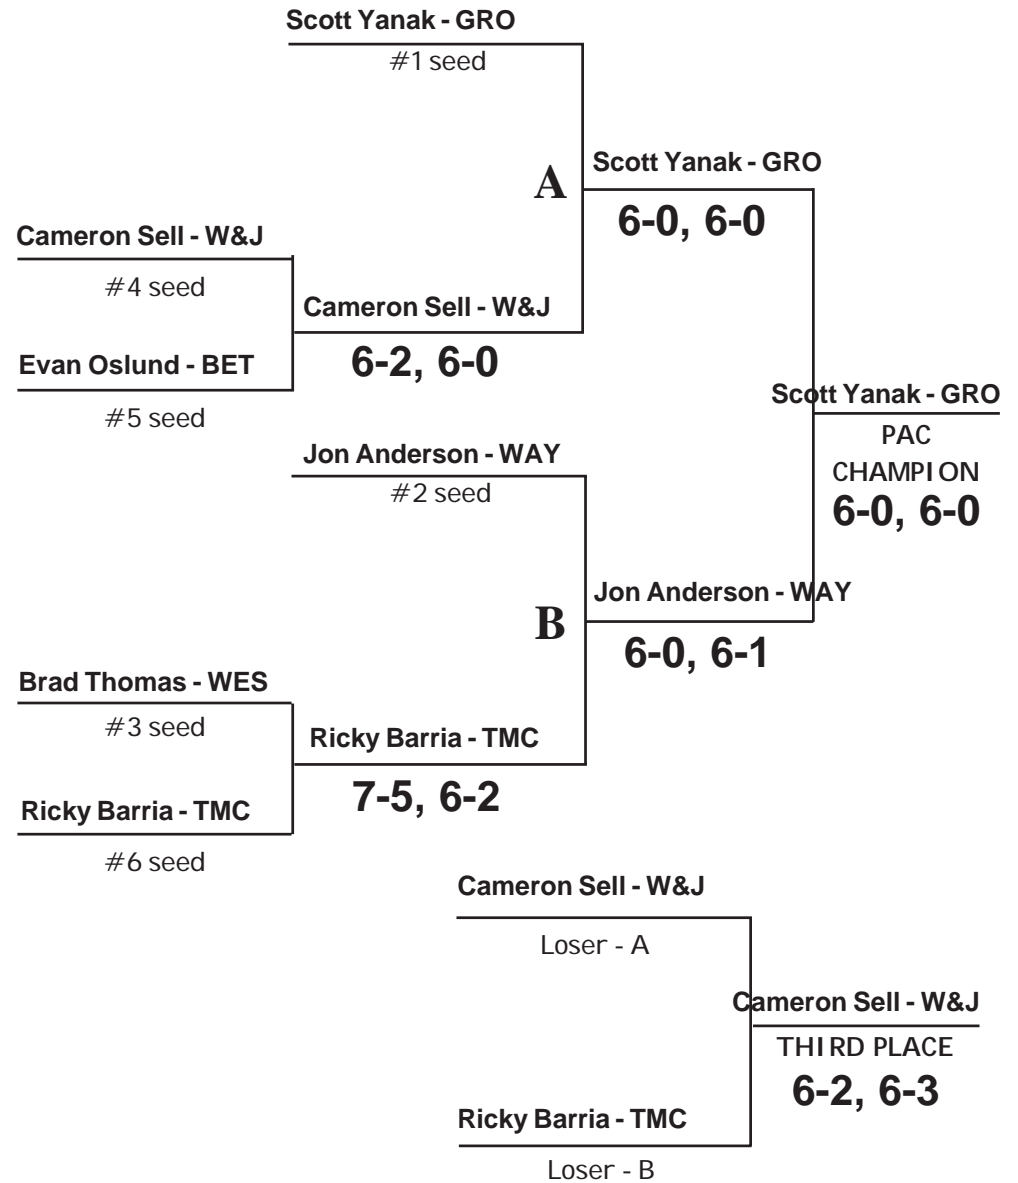 Scott Yanak - GRO
#1 seed
A
Scott Yanak - GRO
6-0, 6-0
Cameron Sell - W&J
#4 seed
Cameron Sell - W&J
6-2, 6-0
Evan Oslund - BET
#5 seed
Scott Yanak - GRO
PAC
CHAMPION
6-0, 6-0
Jon Anderson - WAY
#2 seed
B
Jon Anderson - WAY
6-0, 6-1
Brad Thomas - WES
#3 seed
Ricky Barria - TMC
7-5, 6-2
Ricky Barria - TMC
#6 seed
Cameron Sell - W&J
Loser - A
Cameron Sell - W&J
THIRD PLACE
6-2, 6-3
Ricky Barria - TMC
Loser - B